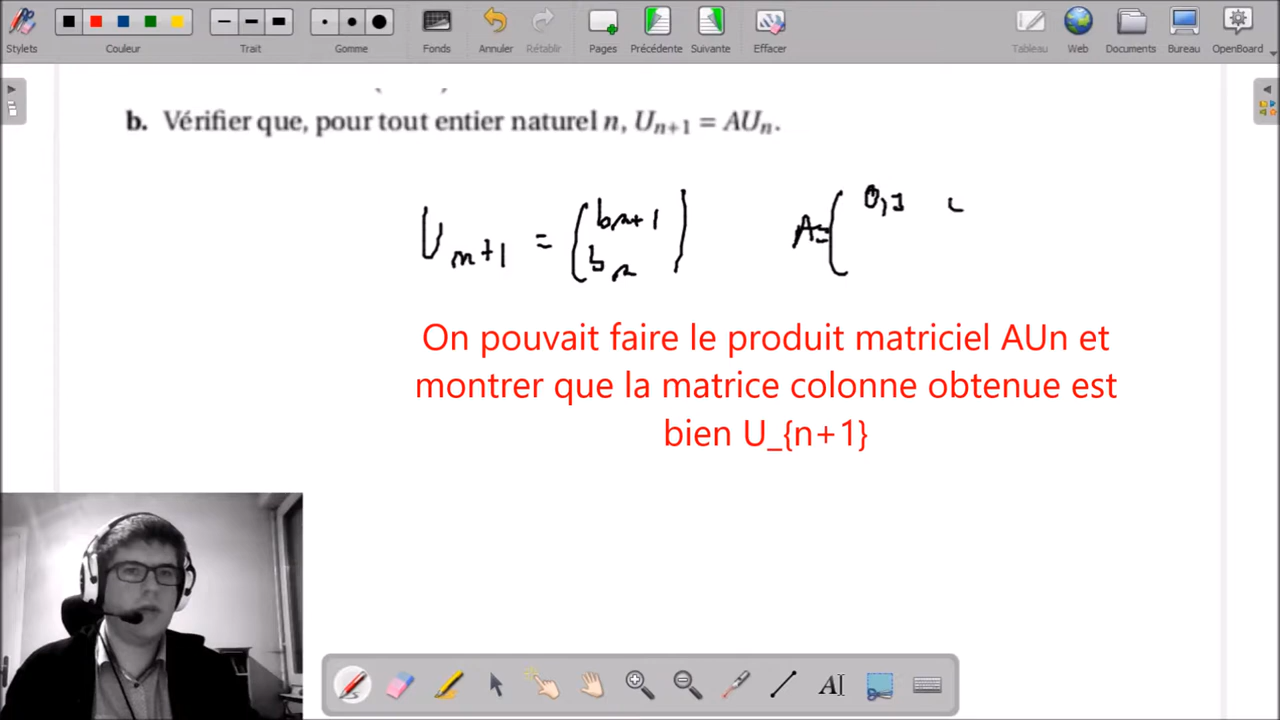 Stylets
Couleur
Trait
Gomme
Fonds
Annuler
Rétablir
Pages
Précédente
Suivante
Effacer
Tableau
Web
Documents
Bureau
OpenBoard
b. Vérifier que, pour tout entier naturel n, Uₙ₊₁ = AUₙ.
Uₙ₊₁ = (bₙ₊₁
bₙ)
A = (0,3
On pouvait faire le produit matriciel AUn et
montrer que la matrice colonne obtenue est
bien U_{n+1}
AI